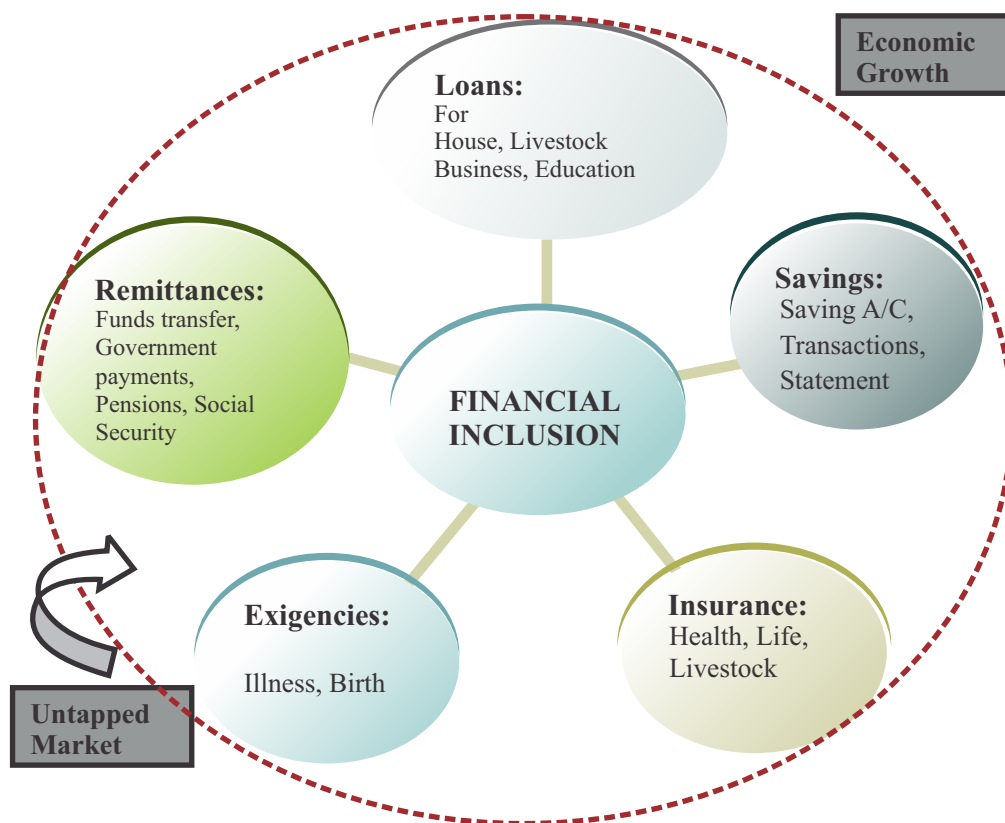 Economic
Growth
Loans:
For
House, Livestock
Business, Education
Remittances:
Funds transfer,
Government
payments,
Pensions, Social
Security
Savings:
Saving A/C,
Transactions,
Statement
FINANCIAL
INCLUSION
Exigencies:
Illness, Birth
Insurance:
Health, Life,
Livestock
Untapped
Market